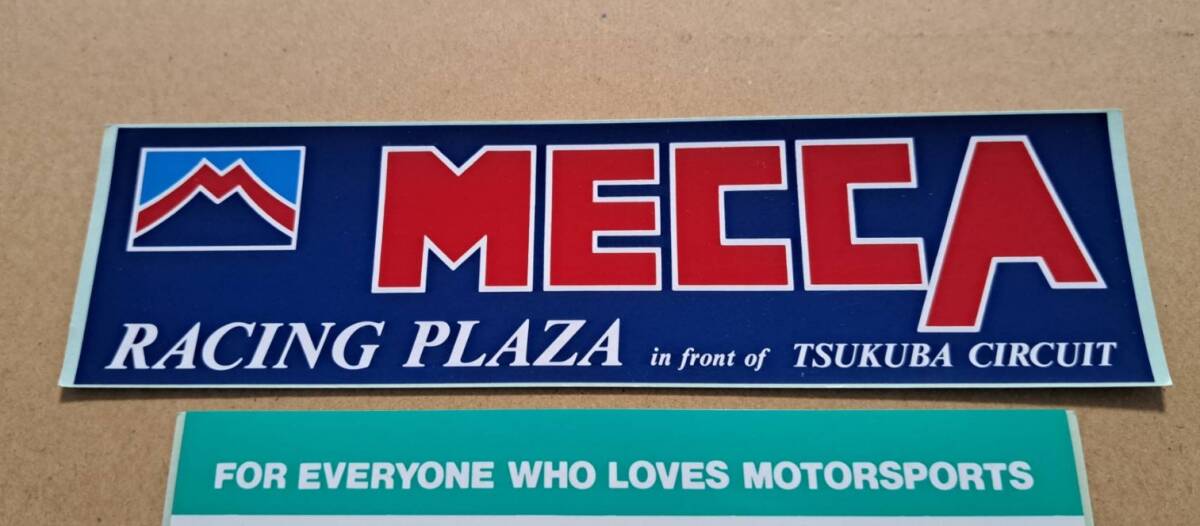 MECCA
RACING PLAZA in front of TSUKUBA CIRCUIT
FOR EVERYONE WHO LOVES MOTORSPORTS